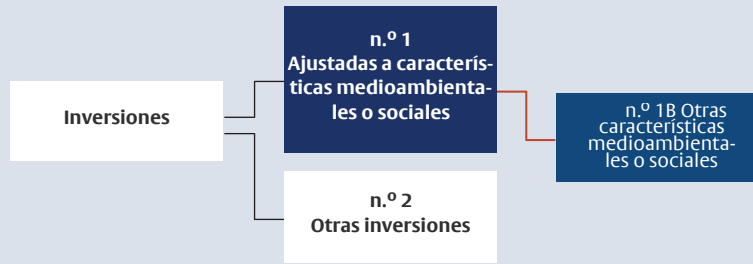 Inversiones
n.º 1
Ajustadas a caracterís-
ticas medioambienta-
les o sociales
n.º 1B Otras
características
medioambienta-
les o sociales
n.º 2
Otras inversiones